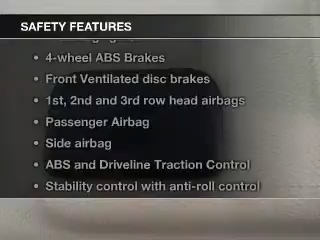 SAFETY FEATURES
• 4-wheel ABS Brakes
• Front Ventilated disc brakes
• 1st, 2nd and 3rd row head airbags
• Passenger Airbag
• Side airbag
• ABS and Driveline Traction Control
• Stability control with anti-roll control